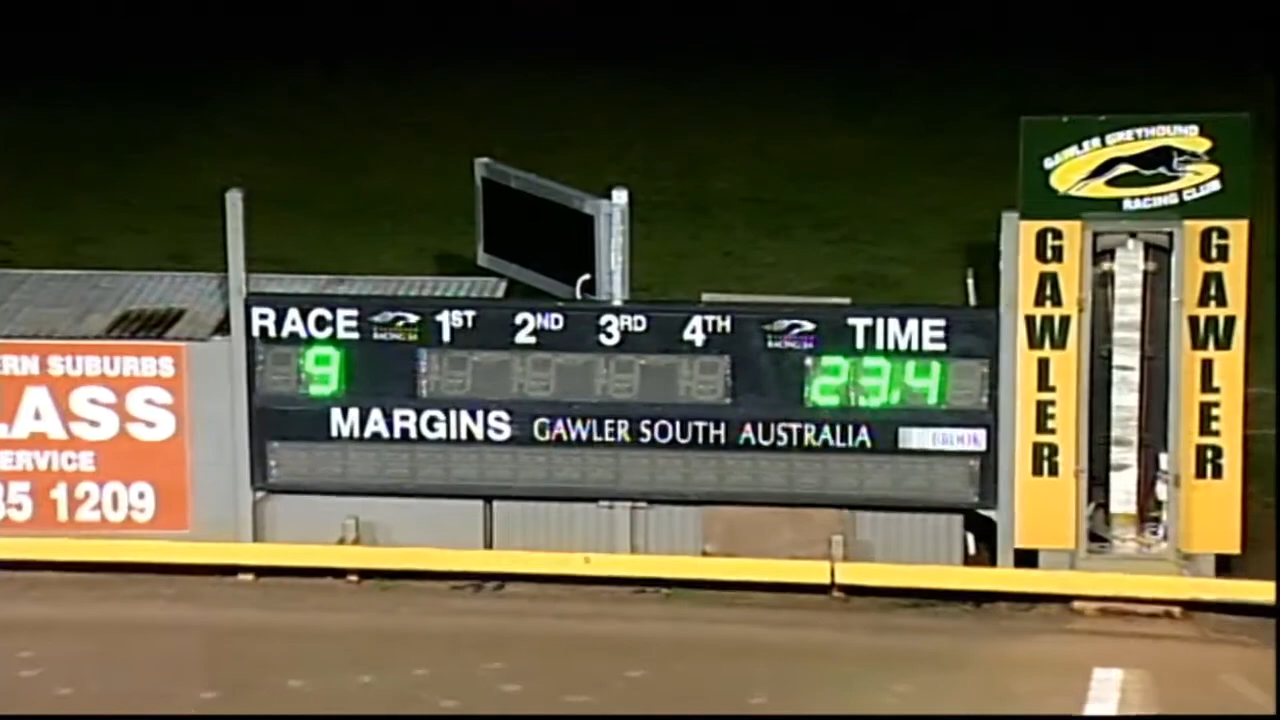 GAWLER GREYHOUND
RACING CLUB
GAWLER
GAWLER
RACE 1ST 2ND 3RD 4TH TIME
9 23.4
MARGINS GAWLER SOUTH AUSTRALIA
ERN SUBURBS
LASS
ERVICE
35 1209